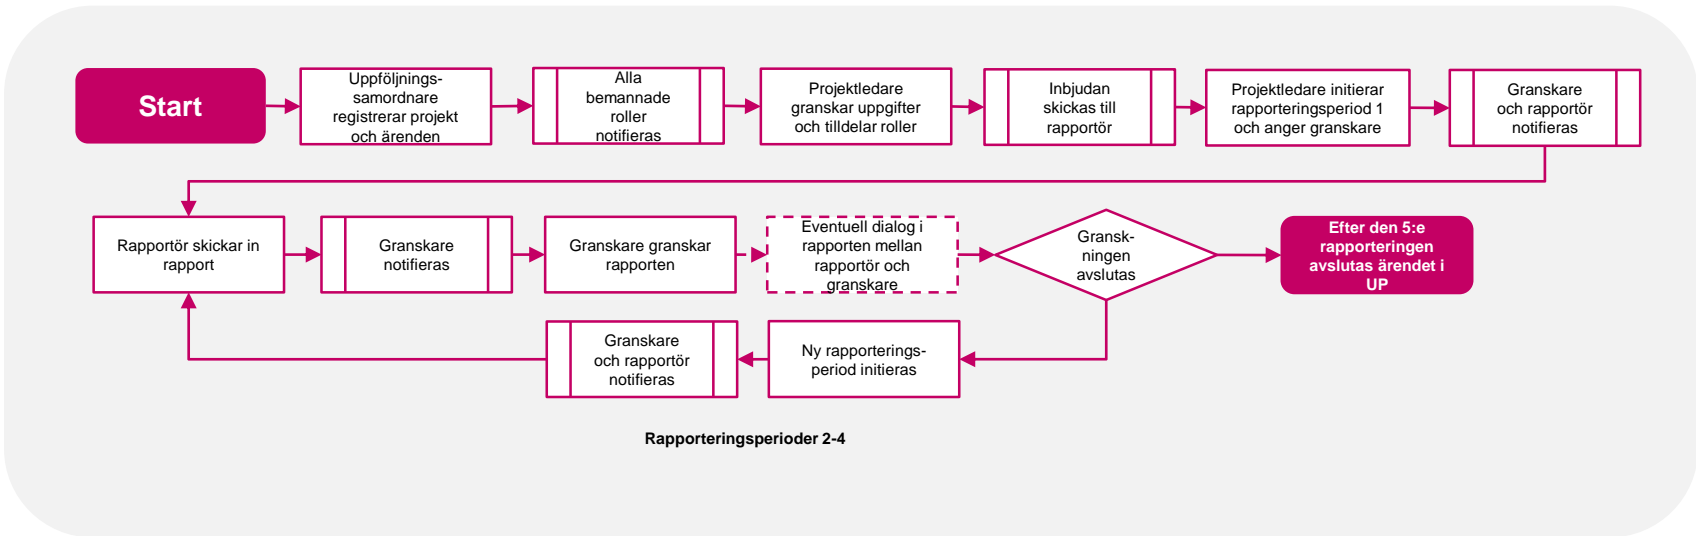 Start
Uppföljnings-
samordnare
registrerar projekt
och ärenden
Alla
bemannade
roller
notifieras
Projektledare
granskar uppgifter
och tilldelar roller
Inbjudan
skickas till
rapportör
Projektledare initierar
rapporteringsperiod 1
och anger granskare
Granskare
och rapportör
notifieras
Rapportör skickar in
rapport
Granskare
notifieras
Granskare granskar
rapporten
Eventuell dialog i
rapporten mellan
rapportör och
granskare
Gransk-
ningen
avslutas
Efter den 5:e
rapporteringen
avslutas ärendet i
UP
Granskare
och rapportör
notifieras
Ny rapporterings-
period initieras
Rapporteringsperioder 2-4